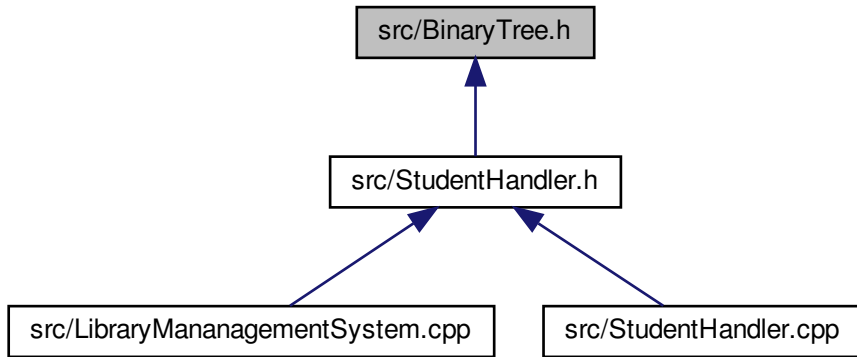 src/BinaryTree.h
src/StudentHandler.h
src/LibraryMananagementSystem.cpp
src/StudentHandler.cpp